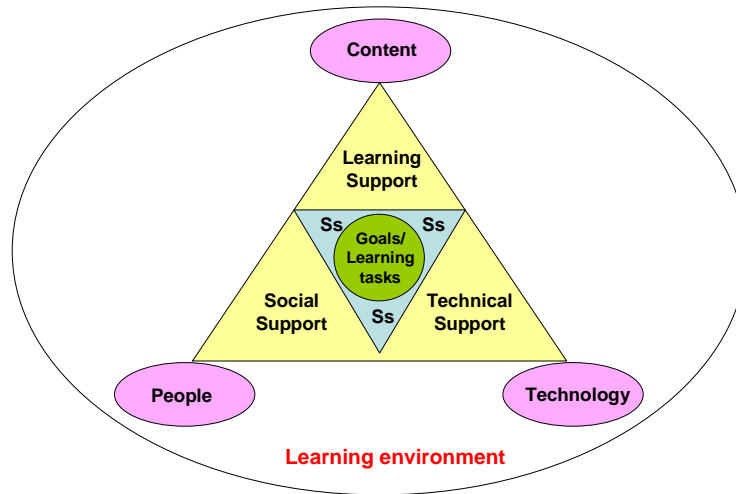 Content
Learning
Support
Ss
Ss
Goals/
Learning
tasks
Social
Support
Technical
Support
Ss
People
Technology
Learning environment